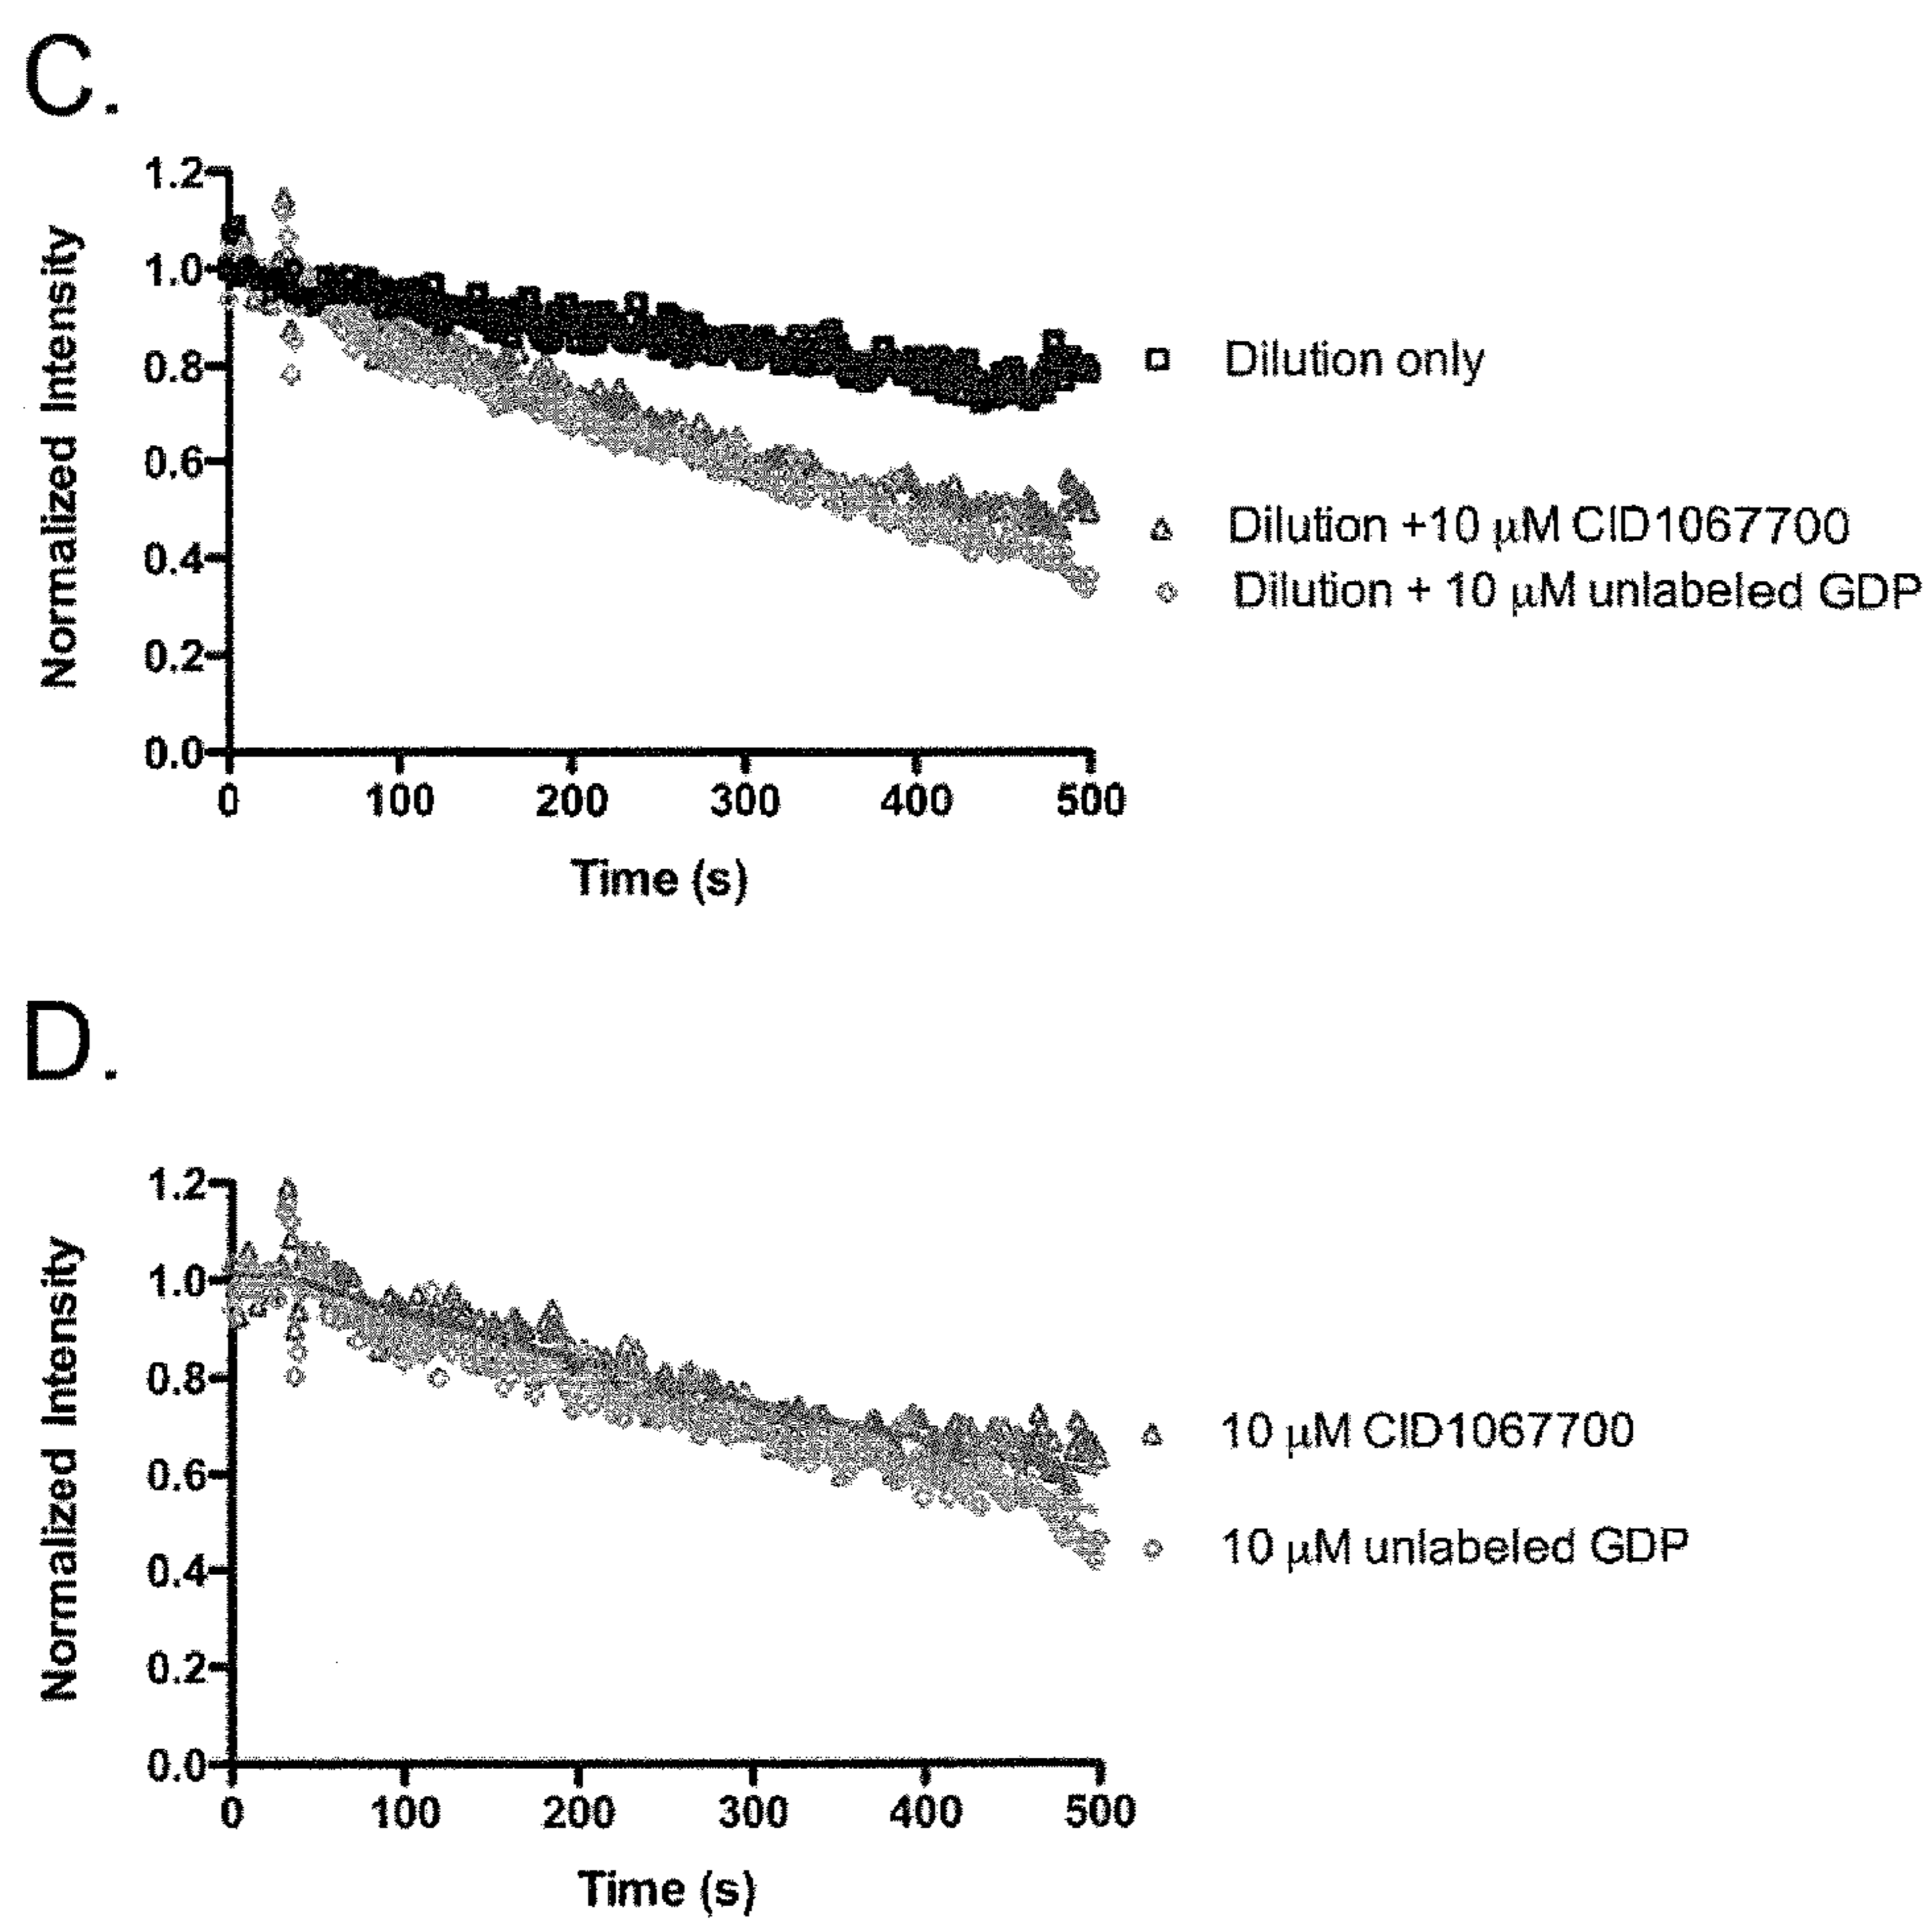 C.
Normalized Intensity
1.2
1.0
0.8
0.6
0.4
0.2
0.0
0 100 200 300 400 500
Time (s)
Dilution only
Dilution +10 μM CID1067700
Dilution + 10 μM unlabeled GDP
D.
Normalized Intensity
1.2
1.0
0.8
0.6
0.4
0.2
0.0
0 100 200 300 400 500
Time (s)
10 μM CID1067700
10 μM unlabeled GDP